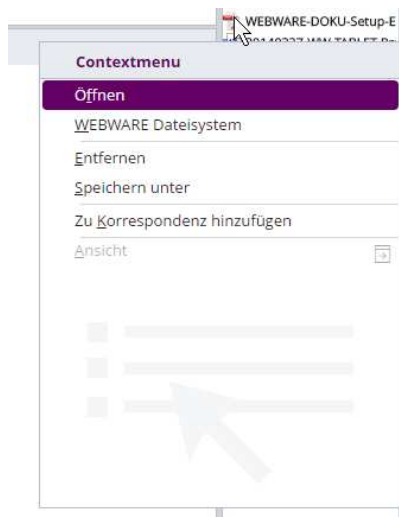 WEBWARE-DOKU-Setup-E
Contextmenu
Öffnen
WEBWARE Dateisystem
Entfernen
Speichern unter
Zu Korrespondenz hinzufügen
Ansicht